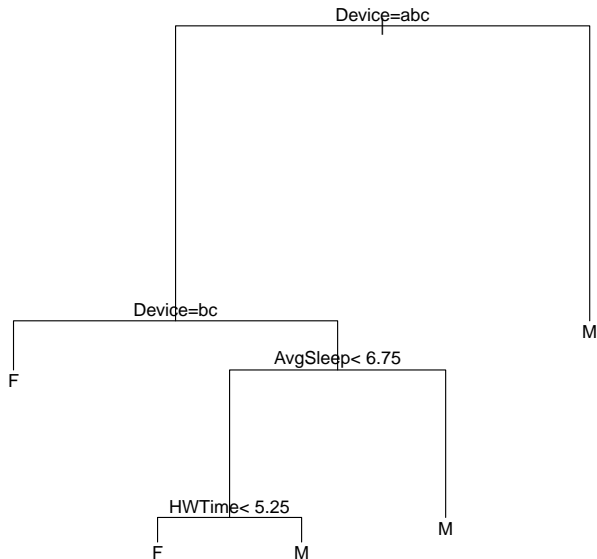 Device=abc
Device=bc
M
AvgSleep< 6.75
F
HWTime< 5.25
M
F
M